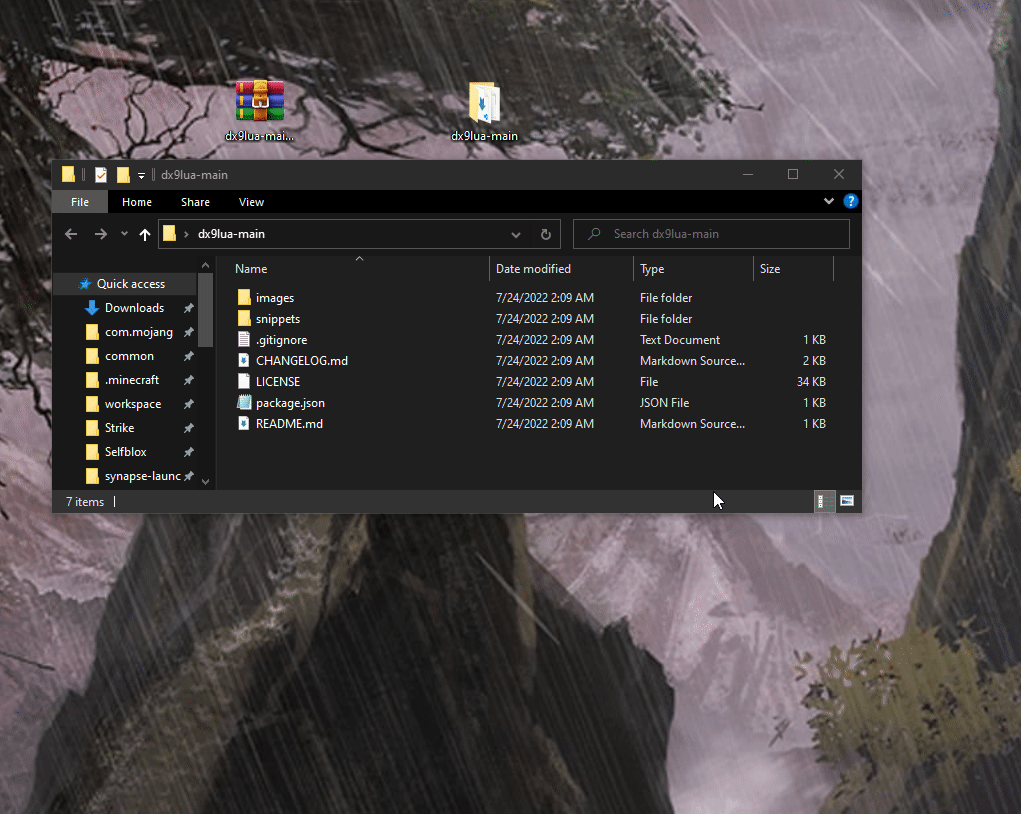 dx9lua-mai...
dx9lua-main
dx9lua-main
File Home Share View
dx9lua-main
Search dx9lua-main
Name Date modified Type Size
Quick access
Downloads
com.mojang
common
.minecraft
workspace
Strike
Selfblox
synapse-launc
images 7/24/2022 2:09 AM File folder
snippets 7/24/2022 2:09 AM File folder
.gitignore 7/24/2022 2:09 AM Text Document 1 KB
CHANGELOG.md 7/24/2022 2:09 AM Markdown Source... 2 KB
LICENSE 7/24/2022 2:09 AM File 34 KB
package.json 7/24/2022 2:09 AM JSON File 1 KB
README.md 7/24/2022 2:09 AM Markdown Source... 1 KB
7 items